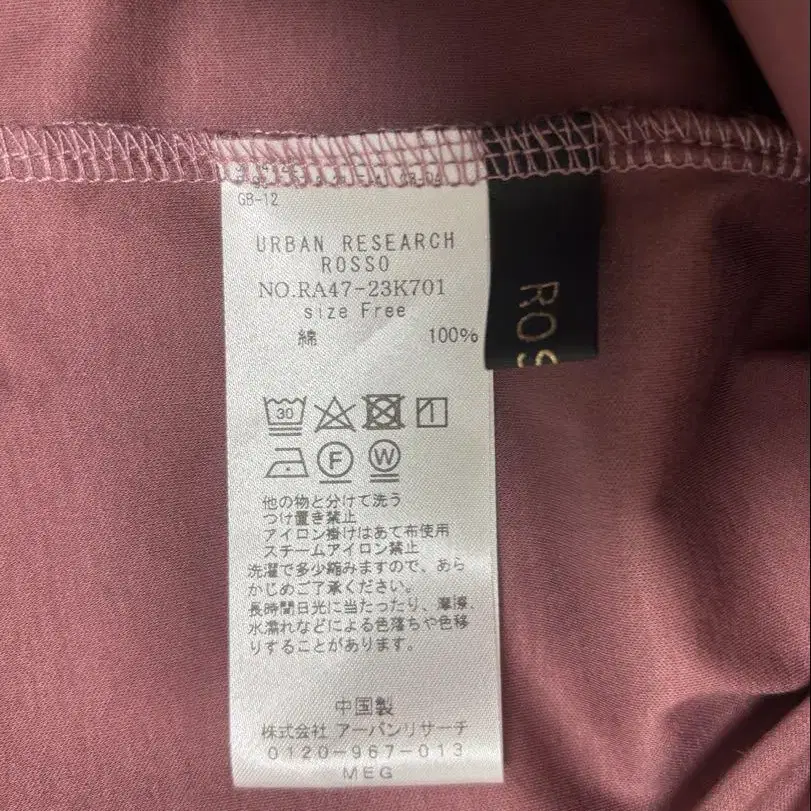 GB-12
URBAN RESEARCH
ROSSO
NO.RA47-23K701
size Free
綿 100%
30
F W
他の物と分けて洗う
つけ置き禁止
アイロン掛けはあて布使用
スチームアイロン禁止
洗濯で多少縮みますので、あら
かじめご了承ください。
長時間日光に当たったり、摩擦、
水濡れなどによる色落ちや色移
りすることがあります。
中国製
株式会社 アーバンリサーチ
0120-967-013
MEG
ROS